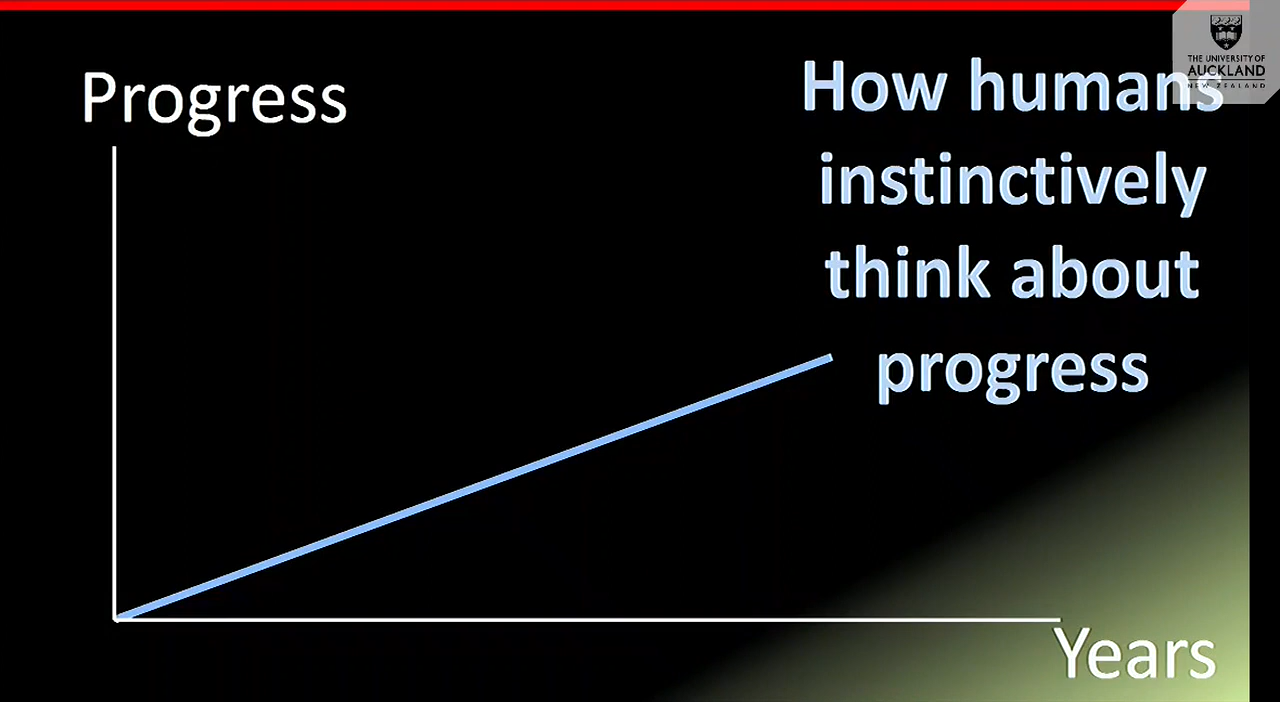 Progress
How humans
instinctively
think about
progress
Years
THE UNIVERSITY OF
AUCKLAND
NEW ZEALAND